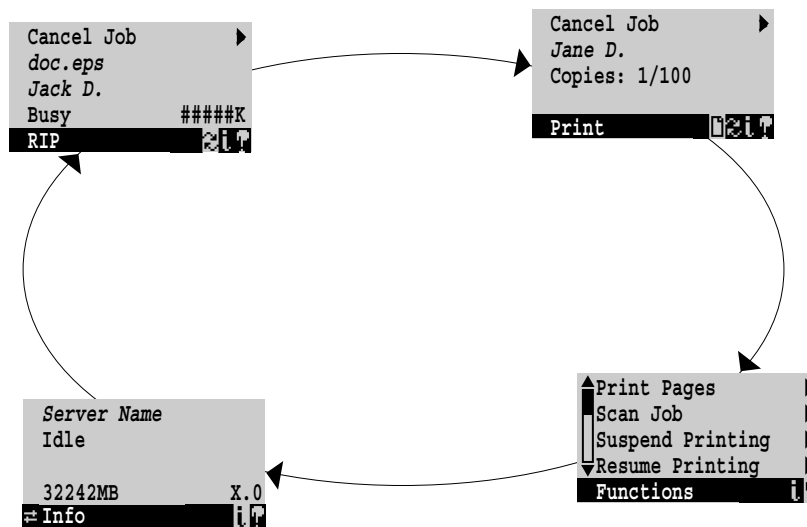 Cancel Job
doc.eps
Jack D.
Busy #####K
RIP
Cancel Job
Jane D.
Copies: 1/100
Print
Print Pages
Scan Job
Suspend Printing
Resume Printing
Functions
Server Name
Idle
32242MB X.0
Info